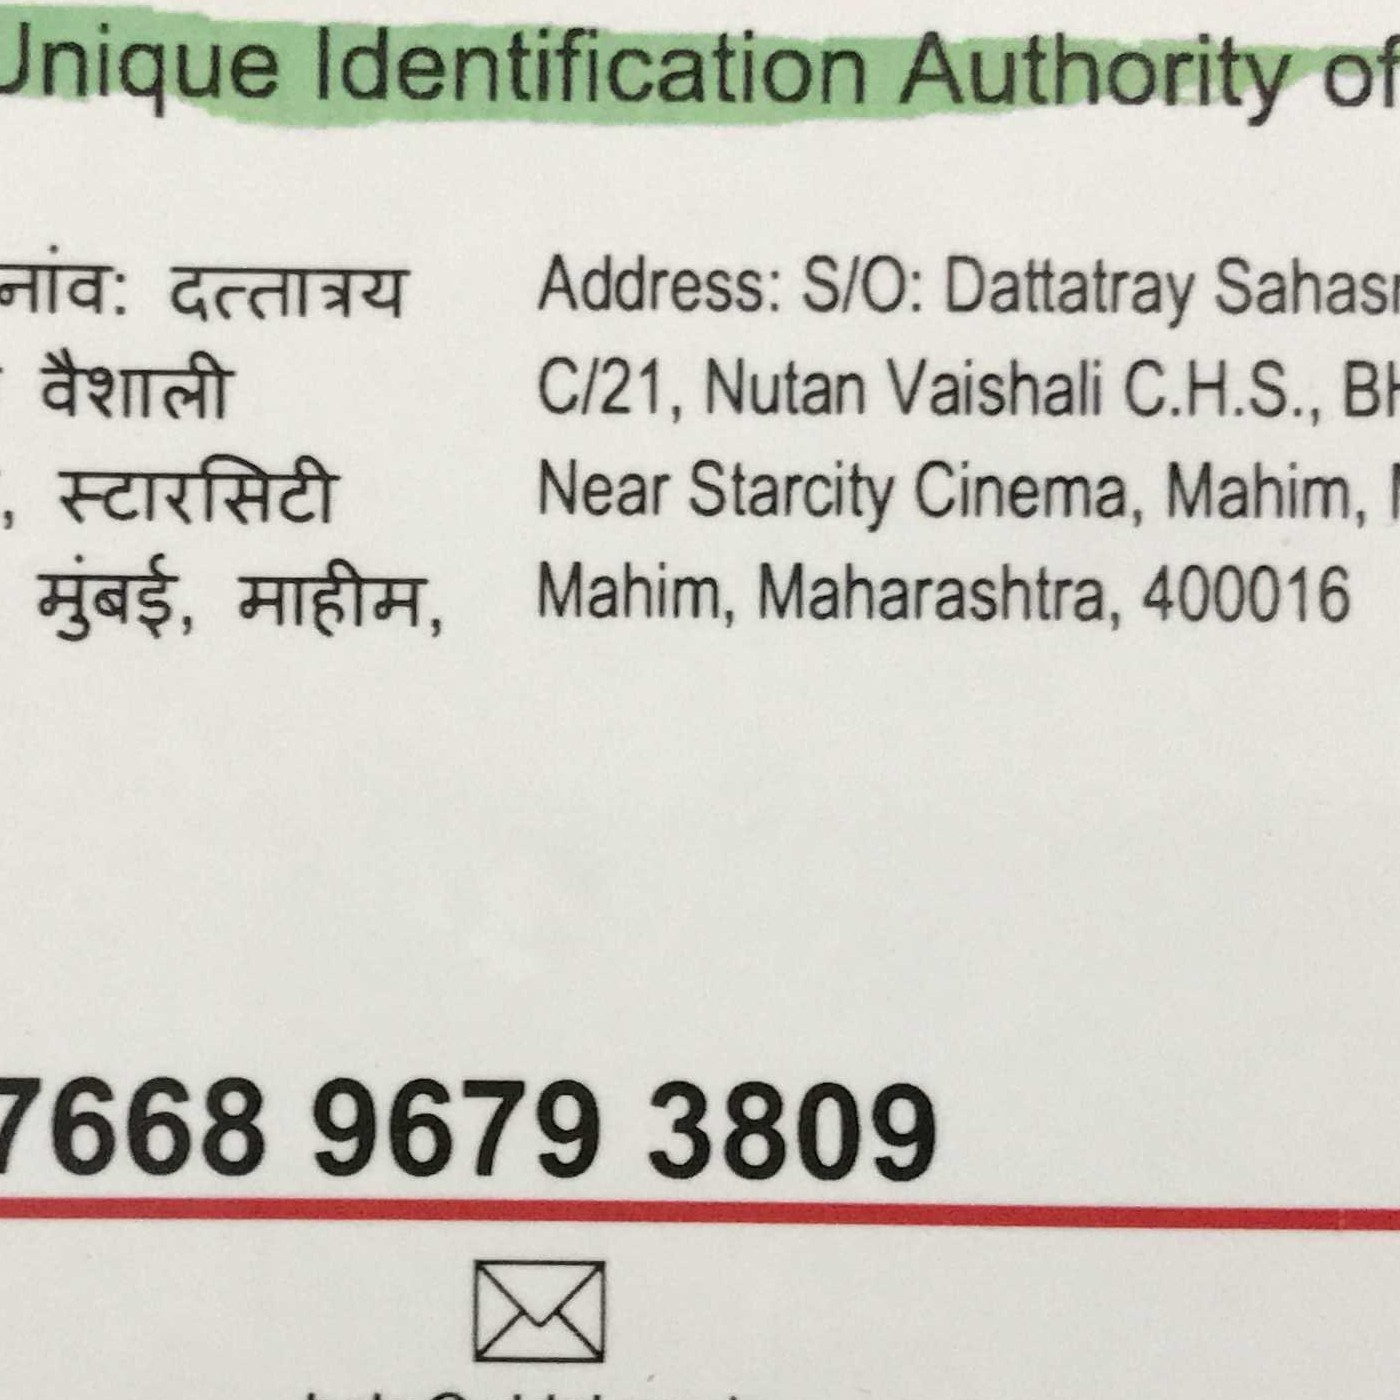 Unique Identification Authority of
दत्तात्रय
वैशाली
स्टारसिटी
मुंबई, माहीम,
Address: S/O: Dattatray
C/21, Nutan Vaishali C.H.S.,
Near Starcity Cinema, Mahim,
Mahim, Maharashtra, 400016
7668 9679 3809